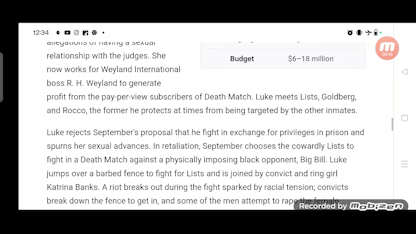 12:34
allegations of having a sexual
relationship with the judges. She
now works for Weyland International
boss R. H. Weyland to generate
Budget $6–18 million
profit from the pay-per-view subscribers of Death Match. Luke meets Lists, Goldberg,
and Rocco, the former he protects at times from being targeted by the other inmates.
Luke rejects September's proposal that he fight in exchange for privileges in prison and
spurns her sexual advances. In retaliation, September chooses the cowardly Lists to
fight in a Death Match against a physically imposing black opponent, Big Bill. Luke
jumps over a barbed fence to fight for Lists and is joined by convict and ring girl
Katrina Banks. A riot breaks out during the fight sparked by racial tension; convicts
break down the fence to get in, and some of the men attempt to rape the female
Recorded by MOBIZEN